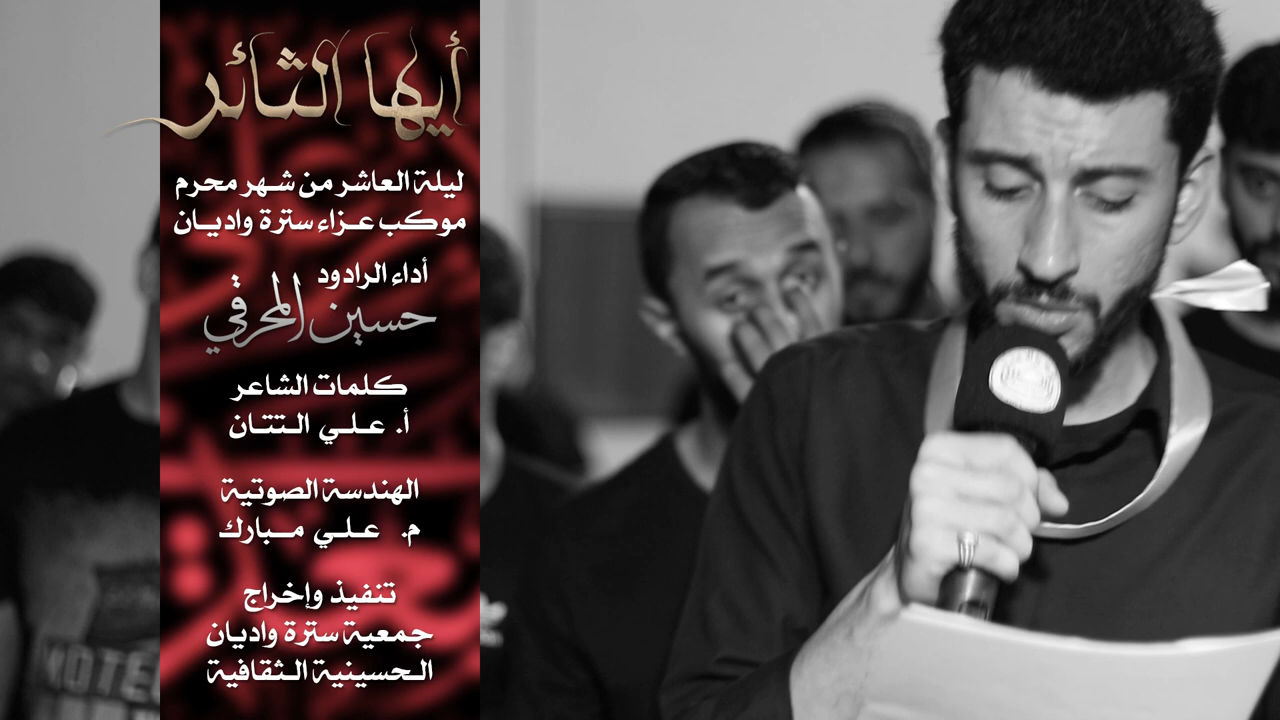 أيها الثائر
ليلة العاشر من شهر محرم
موكب عزاء سترة واديان
أداء الرادود
حسين المحرقي
كلمات الشاعر
أ. علي التتان
الهندسة الصوتية
م. علي مبارك
تنفيذ وإخراج
جمعية سترة واديان
الحسينية الثقافية